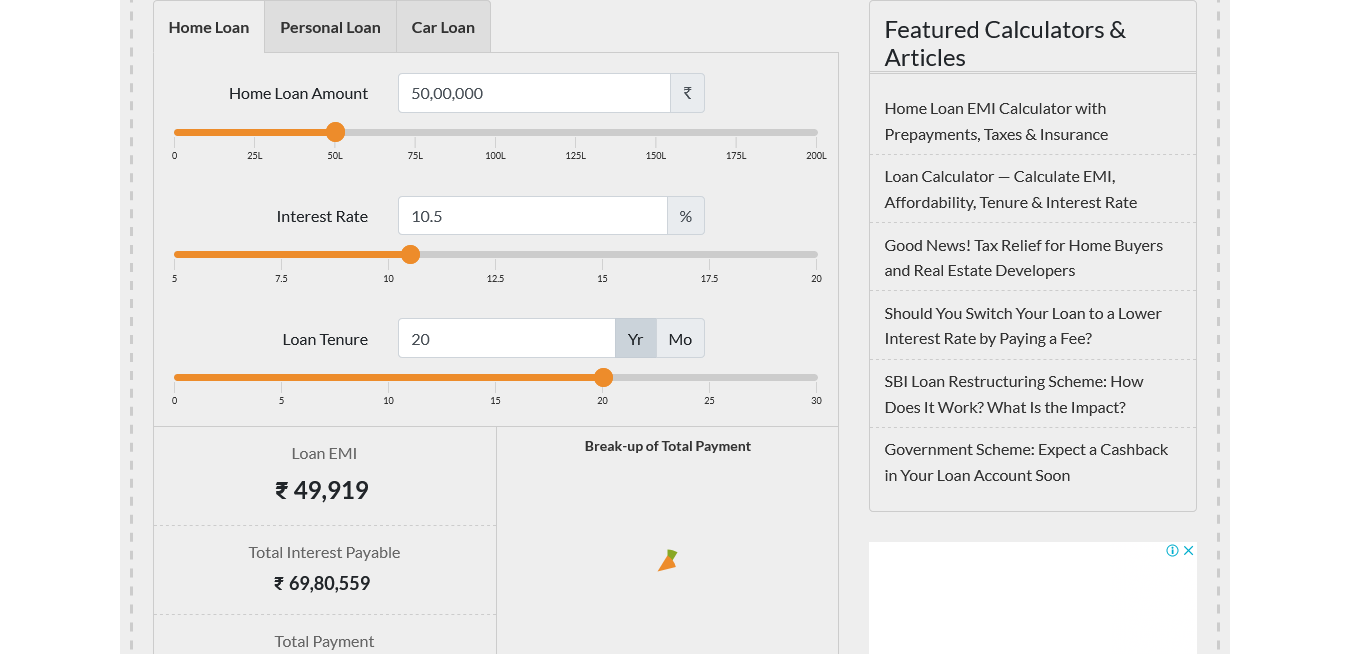 Home Loan
Personal Loan
Car Loan
Home Loan Amount
50,00,000
₹
0 25L 50L 75L 100L 125L 150L 175L 200L
Interest Rate
10.5
%
5 7.5 10 12.5 15 17.5 20
Loan Tenure
20
Yr
Mo
0 5 10 15 20 25 30
Loan EMI
₹ 49,919
Total Interest Payable
₹ 69,80,559
Total Payment
Break-up of Total Payment
Featured Calculators &
Articles
Home Loan EMI Calculator with
Prepayments, Taxes & Insurance
Loan Calculator — Calculate EMI,
Affordability, Tenure & Interest Rate
Good News! Tax Relief for Home Buyers
and Real Estate Developers
Should You Switch Your Loan to a Lower
Interest Rate by Paying a Fee?
SBI Loan Restructuring Scheme: How
Does It Work? What Is the Impact?
Government Scheme: Expect a Cashback
in Your Loan Account Soon